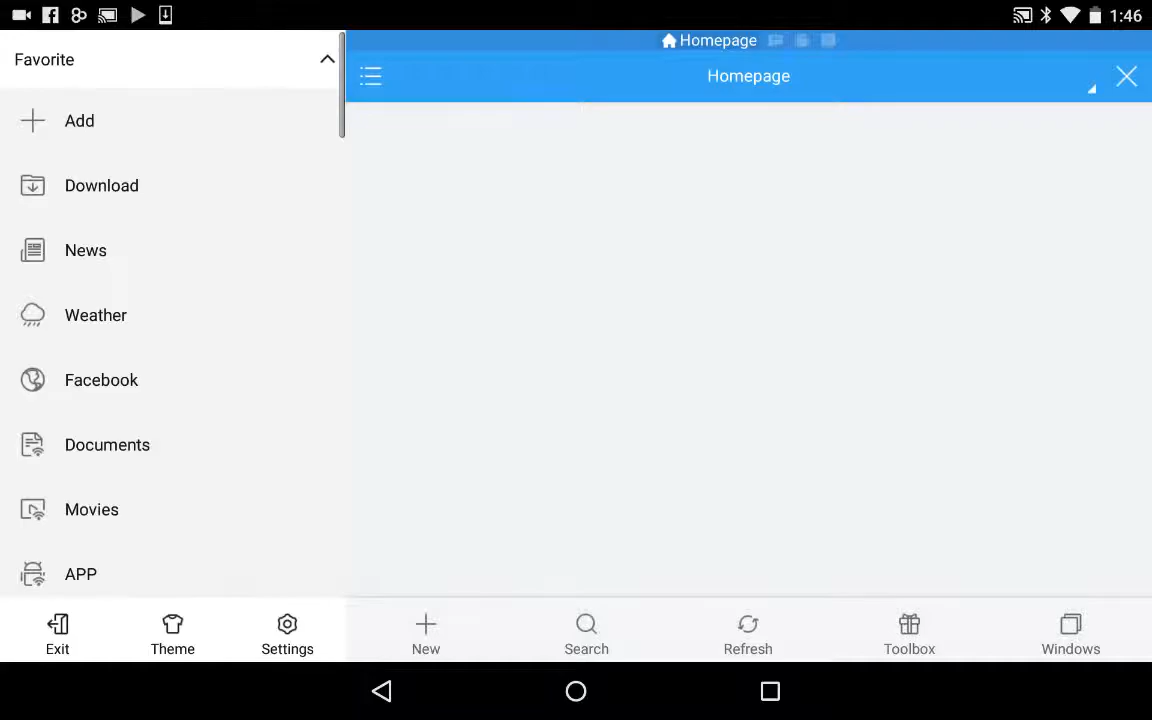 1:46
Favorite
Homepage
Homepage
Add
Download
News
Weather
Facebook
Documents
Movies
APP
Exit
Theme
Settings
New
Search
Refresh
Toolbox
Windows